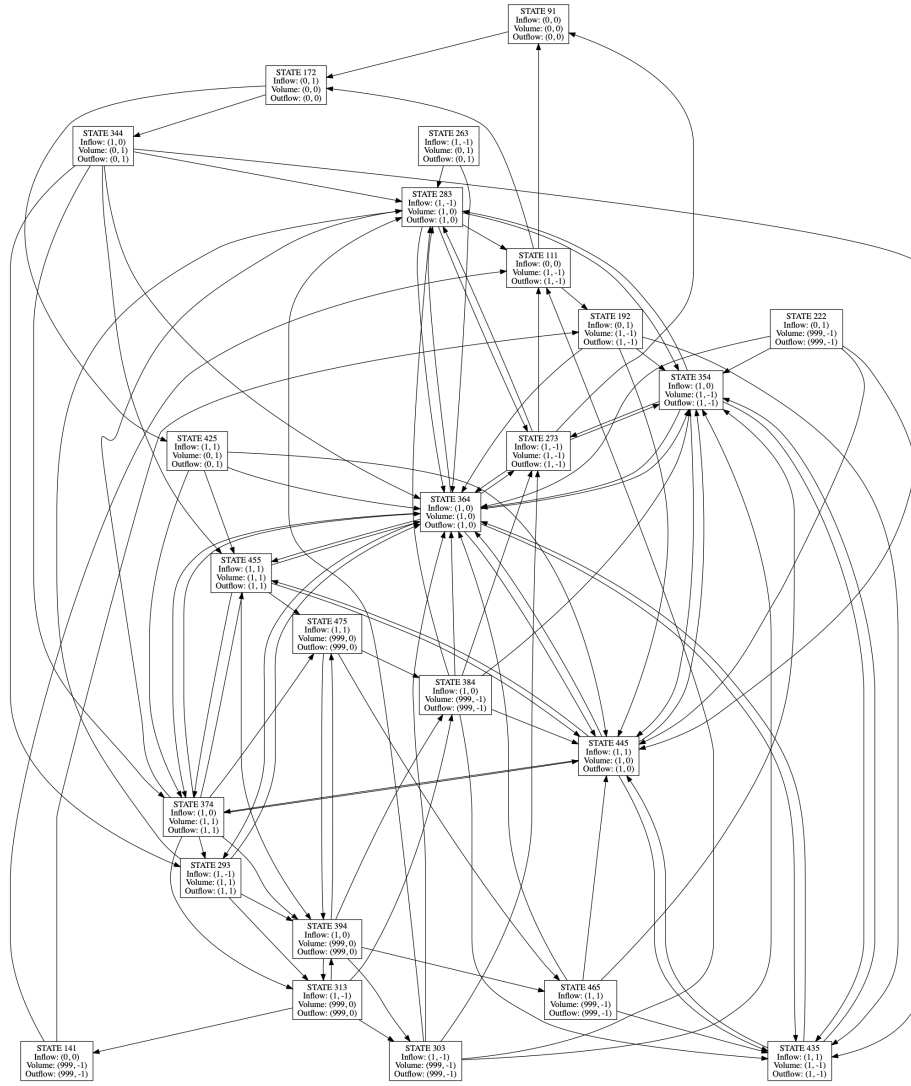 STATE 91
Inflow: (0, 0)
Volume: (0, 0)
Outflow: (0, 0)
STATE 172
Inflow: (0, 1)
Volume: (0, 0)
Outflow: (0, 0)
STATE 344
Inflow: (1, 0)
Volume: (0, 1)
Outflow: (0, 1)
STATE 263
Inflow: (1, -1)
Volume: (0, 1)
Outflow: (0, 1)
STATE 283
Inflow: (1, -1)
Volume: (1, 0)
Outflow: (1, 0)
STATE 111
Inflow: (0, 0)
Volume: (1, -1)
Outflow: (1, -1)
STATE 192
Inflow: (0, 1)
Volume: (1, -1)
Outflow: (1, -1)
STATE 222
Inflow: (0, 1)
Volume: (999, -1)
Outflow: (999, -1)
STATE 354
Inflow: (1, 0)
Volume: (1, -1)
Outflow: (1, -1)
STATE 425
Inflow: (1, 1)
Volume: (0, 1)
Outflow: (0, 1)
STATE 273
Inflow: (1, -1)
Volume: (1, -1)
Outflow: (1, -1)
STATE 364
Inflow: (1, 0)
Volume: (1, 0)
Outflow: (1, 0)
STATE 455
Inflow: (1, 1)
Volume: (1, 1)
Outflow: (1, 1)
STATE 475
Inflow: (1, 1)
Volume: (999, 0)
Outflow: (999, 0)
STATE 384
Inflow: (1, 0)
Volume: (999, -1)
Outflow: (999, -1)
STATE 445
Inflow: (1, 1)
Volume: (1, 0)
Outflow: (1, 0)
STATE 374
Inflow: (1, 0)
Volume: (1, 1)
Outflow: (1, 1)
STATE 293
Inflow: (1, -1)
Volume: (1, 1)
Outflow: (1, 1)
STATE 394
Inflow: (1, 0)
Volume: (999, 0)
Outflow: (999, 0)
STATE 313
Inflow: (1, -1)
Volume: (999, 0)
Outflow: (999, 0)
STATE 465
Inflow: (1, 1)
Volume: (999, -1)
Outflow: (999, -1)
STATE 141
Inflow: (0, 0)
Volume: (999, -1)
Outflow: (999, -1)
STATE 303
Inflow: (1, -1)
Volume: (999, -1)
Outflow: (999, -1)
STATE 435
Inflow: (1, 1)
Volume: (1, -1)
Outflow: (1, -1)